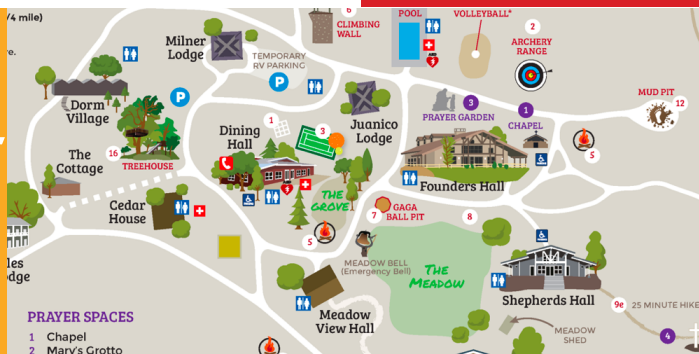 /4 mile)
6
CLIMBING
WALL
POOL
VOLLEYBALL*
2
ARCHERY
RANGE
Milner
Lodge
TEMPORARY
RV PARKING
P
P
Dorm
Village
MUD PIT
12
3
PRAYER GARDEN
1
CHAPEL
1
3
Dining
Hall
Juanico
Lodge
16
TREEHOUSE
The
Cottage
5
Founders Hall
Cedar
House
THE
GROVE
7
GAGA
BALL PIT
8
5
MEADOW BELL
(Emergency Bell)
THE
MEADOW
les
odge
Shepherds Hall
9e
25 MINUTE HIKE
Meadow
View Hall
MEADOW
SHED
4
PRAYER SPACES
1 Chapel
2 Mary's Grotto